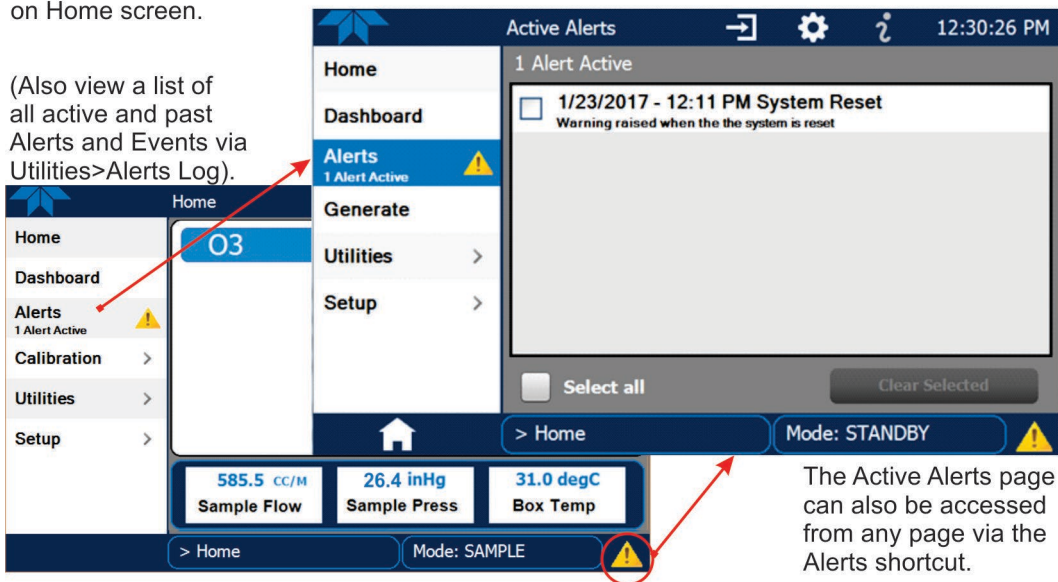 on Home screen.
(Also view a list of
all active and past
Alerts and Events via
Utilities>Alerts Log).
Active Alerts
12:30:26 PM
Home
Dashboard
Alerts
1 Alert Active
Generate
Utilities >
Setup >
1 Alert Active
1/23/2017 - 12:11 PM System Reset
Warning raised when the the system is reset
Select all
Clear Selected
> Home
Mode: STANDBY
Home
Home
Dashboard
Alerts
1 Alert Active
Calibration >
Utilities >
Setup >
O3
585.5 CC/M
Sample Flow
26.4 inHg
Sample Press
31.0 degC
Box Temp
> Home
Mode: SAMPLE
The Active Alerts page
can also be accessed
from any page via the
Alerts shortcut.